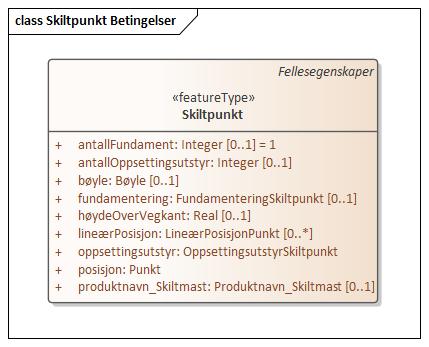 class Skiltpunkt Betingelser
Fellesegenskaper
«featureType»
Skiltpunkt
+ antallFundament: Integer [0..1] = 1
+ antallOppsettingsutstyr: Integer [0..1]
+ bøyle: Bøyle [0..1]
+ fundamentering: FundamenteringSkiltpunkt [0..1]
+ høydeOverVegkant: Real [0..1]
+ lineærPosisjon: LineærPosisjonPunkt [0..*]
+ oppsettingsutstyr: OppsettingsutstyrSkiltpunkt
+ posisjon: Punkt
+ produktnavn_Skiltmast: Produktnavn_Skiltmast [0..1]